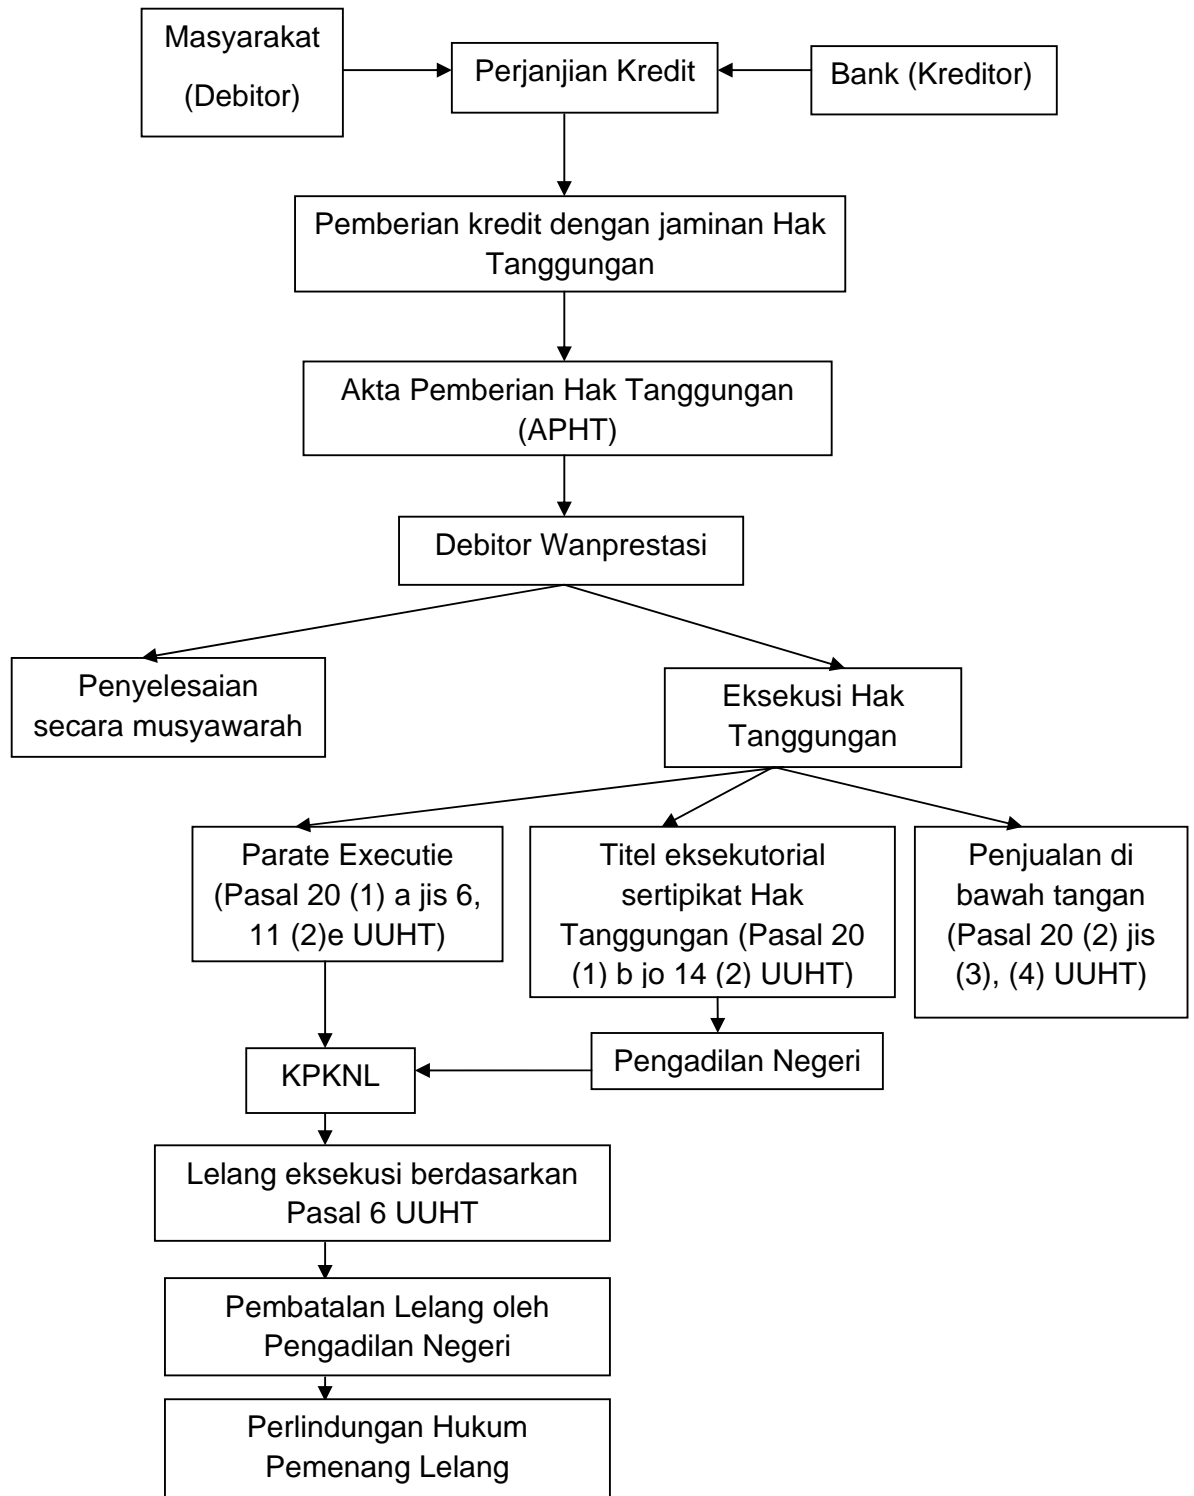 Masyarakat
(Debitor)
Perjanjian Kredit
Bank (Kreditor)
Pemberian kredit dengan jaminan Hak
Tanggungan
Akta Pemberian Hak Tanggungan
(APHT)
Debitor Wanprestasi
Penyelesaian
secara musyawarah
Eksekusi Hak
Tanggungan
Parate Executie
(Pasal 20 (1) a jis 6,
11 (2)e UUHT)
Titel eksekutorial
sertipikat Hak
Tanggungan (Pasal 20
(1) b jo 14 (2) UUHT)
Penjualan di
bawah tangan
(Pasal 20 (2) jis
(3), (4) UUHT)
KPKNL
Pengadilan Negeri
Lelang eksekusi berdasarkan
Pasal 6 UUHT
Pembatalan Lelang oleh
Pengadilan Negeri
Perlindungan Hukum
Pemenang Lelang